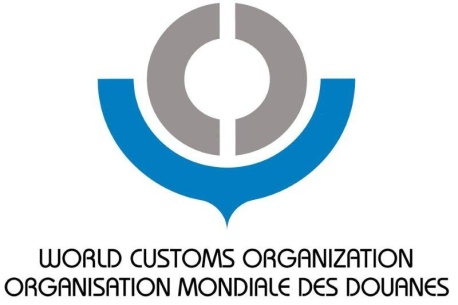 WORLD CUSTOMS ORGANIZATION
ORGANISATION MONDIALE DES DOUANES